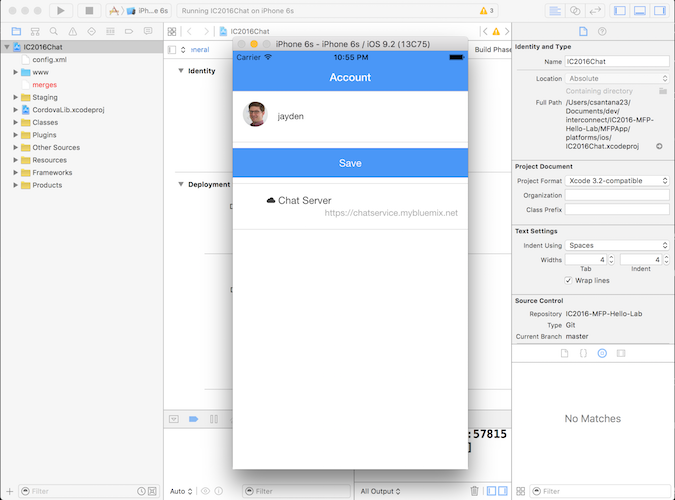 iPh...e 6s
Running IC2016Chat on iPhone 6s
3
IC2016Chat
config.xml
www
merges
Staging
CordovaLib.xcodeproj
Classes
Plugins
Other Sources
Resources
Frameworks
Products
Filter
IC2016Chat
eneral
Build Phase
Identity
Deployment
iPhone 6s - iPhone 6s / iOS 9.2 (13C75)
Carrier
10:55 PM
Account
jayden
Save
Chat Server
https://chatservice.mybluemix.net
:57815
]
Auto
Filter
All Output
Identity and Type
Name IC2016Chat
Location Absolute
Containing directory
Full Path /Users/csantana23/
Documents/dev/
interconnect/IC2016-MFP-
Hello-Lab/MFPApp/
platforms/ios/
IC2016Chat.xcodeproj
Project Document
Project Format Xcode 3.2-compatible
Organization
Class Prefix
Text Settings
Indent Using Spaces
Widths 4 4
Tab Indent
Wrap lines
Source Control
Repository IC2016-MFP-Hello-Lab
Type Git
Current Branch master
No Matches
Filter